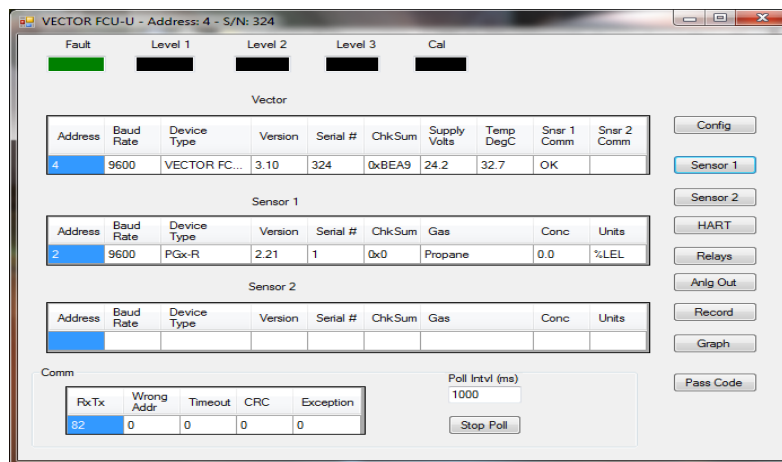 VECTOR FCU-U - Address: 4 - S/N: 324
Fault Level 1 Level 2 Level 3 Cal
Vector
Address Baud Rate Device Type Version Serial # ChkSum Supply Volts Temp DegC Snsr 1 Comm Snsr 2 Comm
4 9600 VECTOR FC... 3.10 324 0xBEA9 24.2 32.7 OK
Config
Sensor 1
Sensor 2
HART
Relays
Anlg Out
Record
Graph
Pass Code
Sensor 1
Address Baud Rate Device Type Version Serial # ChkSum Gas Conc Units
2 9600 PGx-R 2.21 1 0x0 Propane 0.0 %LEL
Sensor 2
Address Baud Rate Device Type Version Serial # ChkSum Gas Conc Units
Comm
RxTx Wrong Addr Timeout CRC Exception
82 0 0 0 0
Poll Intvl (ms)
1000
Stop Poll